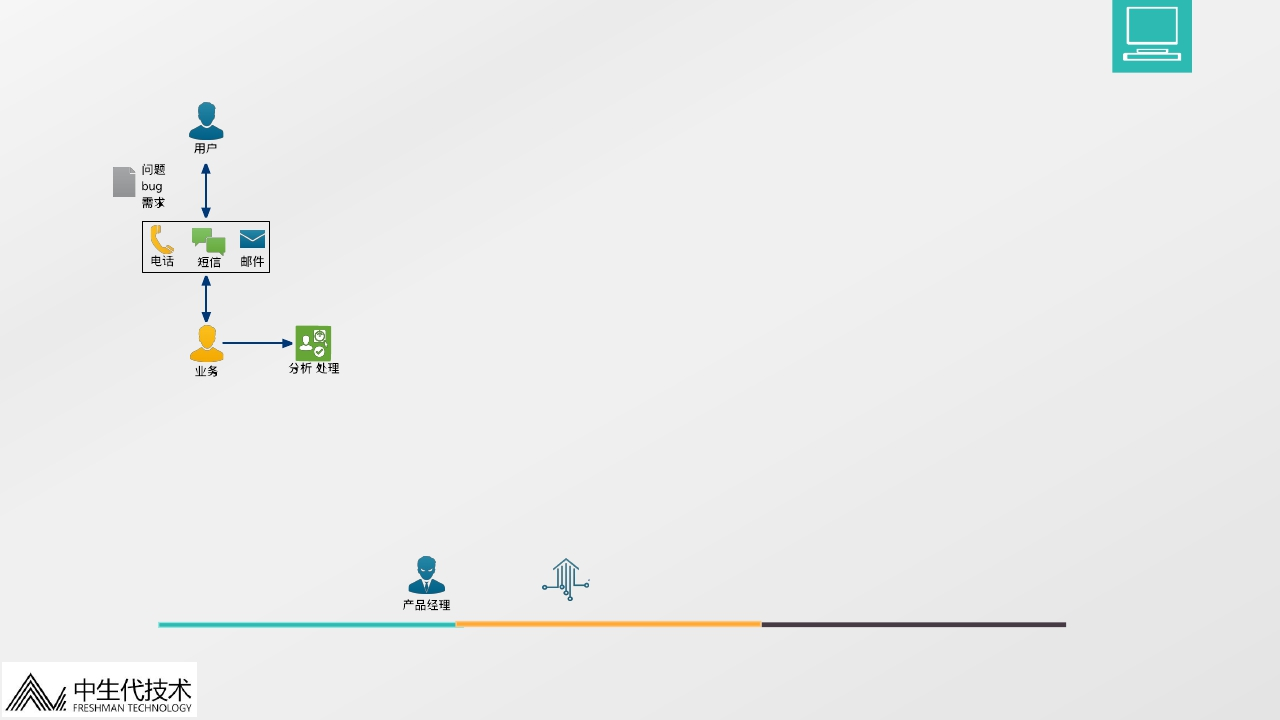 用户
问题
bug
需求
电话 短信 邮件
业务
分析 处理
产品经理
中生代技术
FRESHMAN TECHNOLOGY